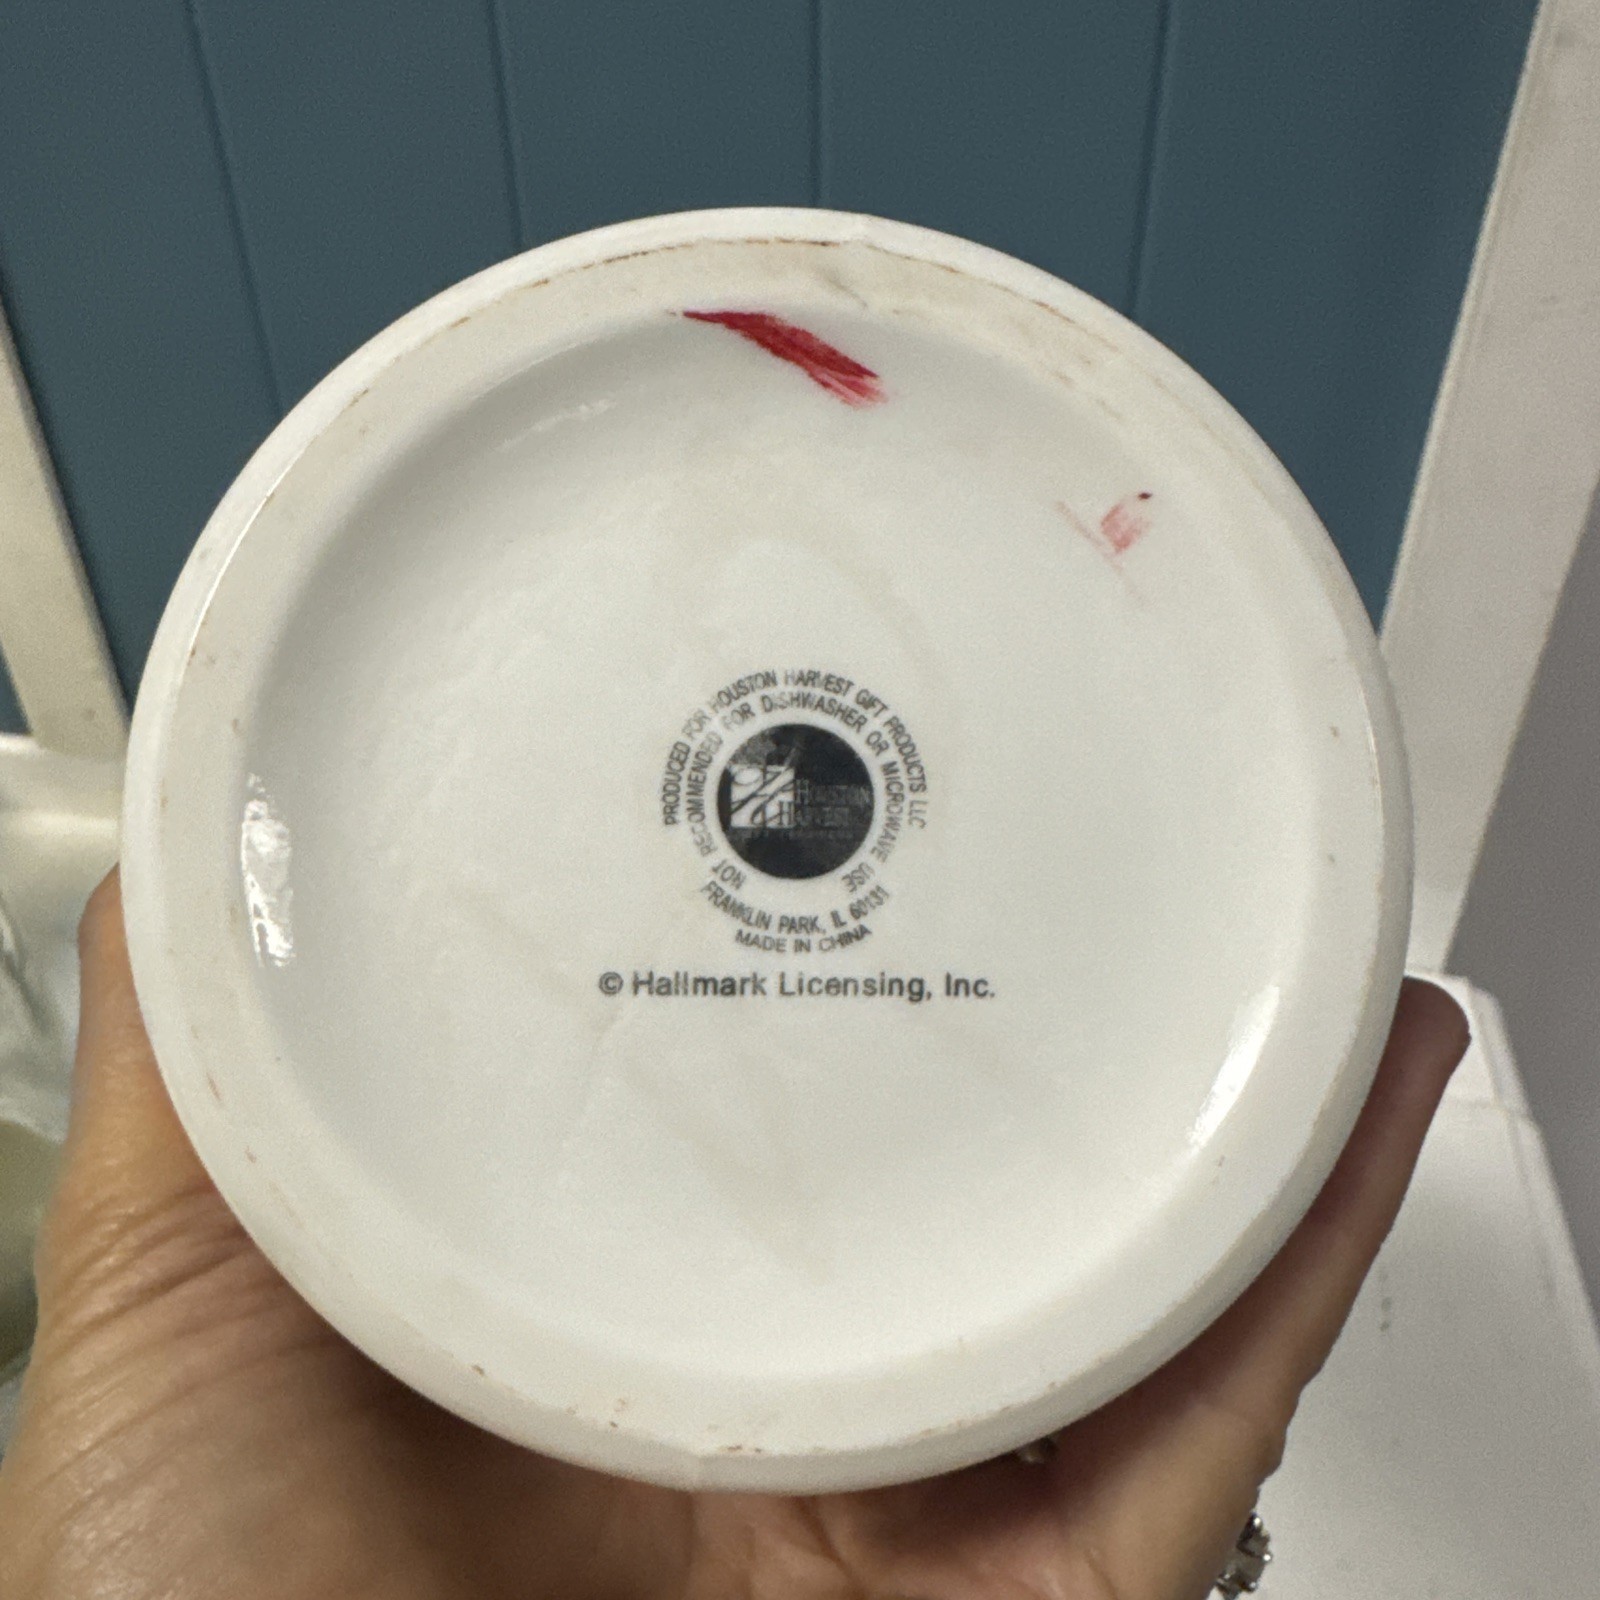 PRODUCED FOR HOUSTON HARVEST GIFT PRODUCTS LLC
NOT RECOMMENDED FOR DISHWASHER OR MICROWAVE USE
HOUSTON
HARVEST
FRANKLIN PARK, IL 60131
MADE IN CHINA
© Hallmark Licensing, Inc.